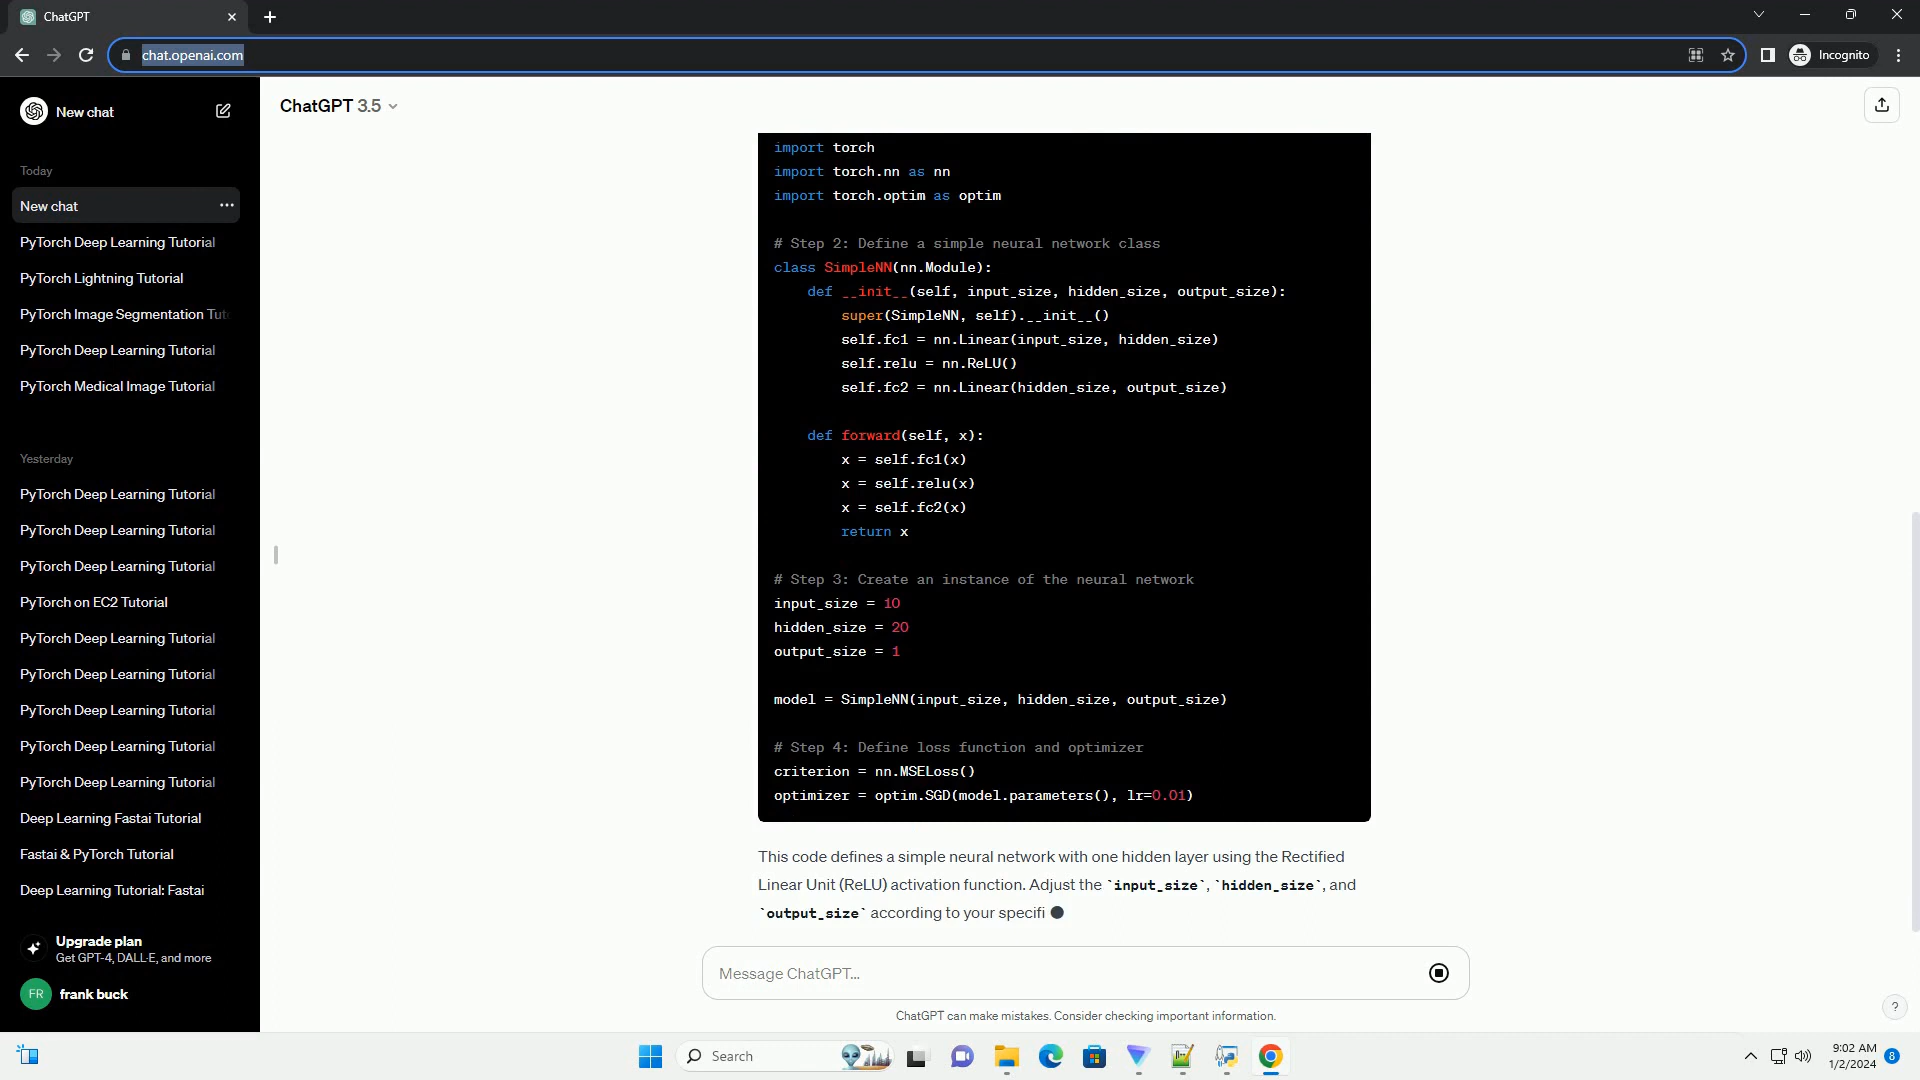 ChatGPT
chat.openai.com
Incognito
New chat
ChatGPT 3.5
Today
New chat
PyTorch Deep Learning Tutorial
PyTorch Lightning Tutorial
PyTorch Image Segmentation Tut
PyTorch Deep Learning Tutorial
PyTorch Medical Image Tutorial
Yesterday
PyTorch Deep Learning Tutorial
PyTorch Deep Learning Tutorial
PyTorch Deep Learning Tutorial
PyTorch on EC2 Tutorial
PyTorch Deep Learning Tutorial
PyTorch Deep Learning Tutorial
PyTorch Deep Learning Tutorial
PyTorch Deep Learning Tutorial
PyTorch Deep Learning Tutorial
Deep Learning Fastai Tutorial
Fastai & PyTorch Tutorial
Deep Learning Tutorial: Fastai
Upgrade plan
Get GPT-4, DALL·E, and more
FR
frank buck
import torch
import torch.nn as nn
import torch.optim as optim
# Step 2: Define a simple neural network class
class SimpleNN(nn.Module):
def __init__(self, input_size, hidden_size, output_size):
super(SimpleNN, self).__init__()
self.fc1 = nn.Linear(input_size, hidden_size)
self.relu = nn.ReLU()
self.fc2 = nn.Linear(hidden_size, output_size)
def forward(self, x):
x = self.fc1(x)
x = self.relu(x)
x = self.fc2(x)
return x
# Step 3: Create an instance of the neural network
input_size = 10
hidden_size = 20
output_size = 1
model = SimpleNN(input_size, hidden_size, output_size)
# Step 4: Define loss function and optimizer
criterion = nn.MSELoss()
optimizer = optim.SGD(model.parameters(), lr=0.01)
This code defines a simple neural network with one hidden layer using the Rectified
Linear Unit (ReLU) activation function. Adjust the `input_size`, `hidden_size`, and
`output_size` according to your specifi
Message ChatGPT...
ChatGPT can make mistakes. Consider checking important information.
?
Search
9:02 AM
1/2/2024
8